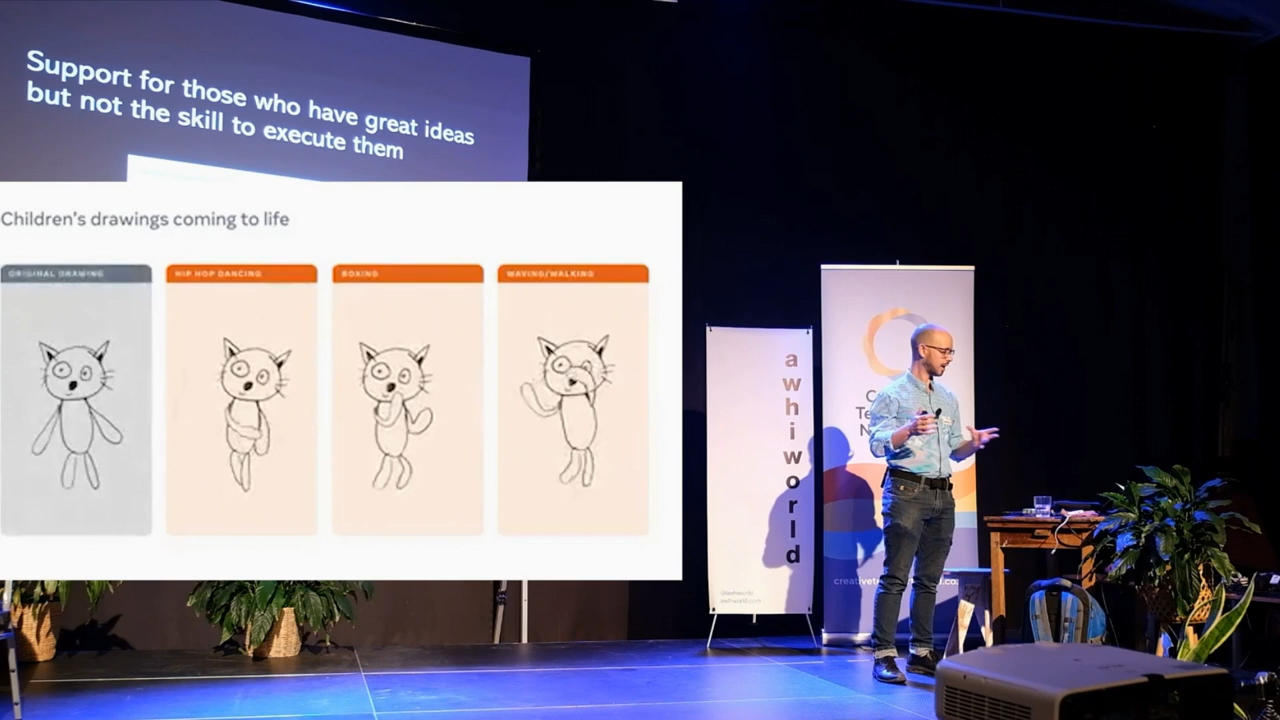 Support for those who have great ideas
but not the skill to execute them
Children's drawings coming to life
ORIGINAL DRAWING
HIP HOP DANCING
BOXING
WAVING/WALKING
awhiworld